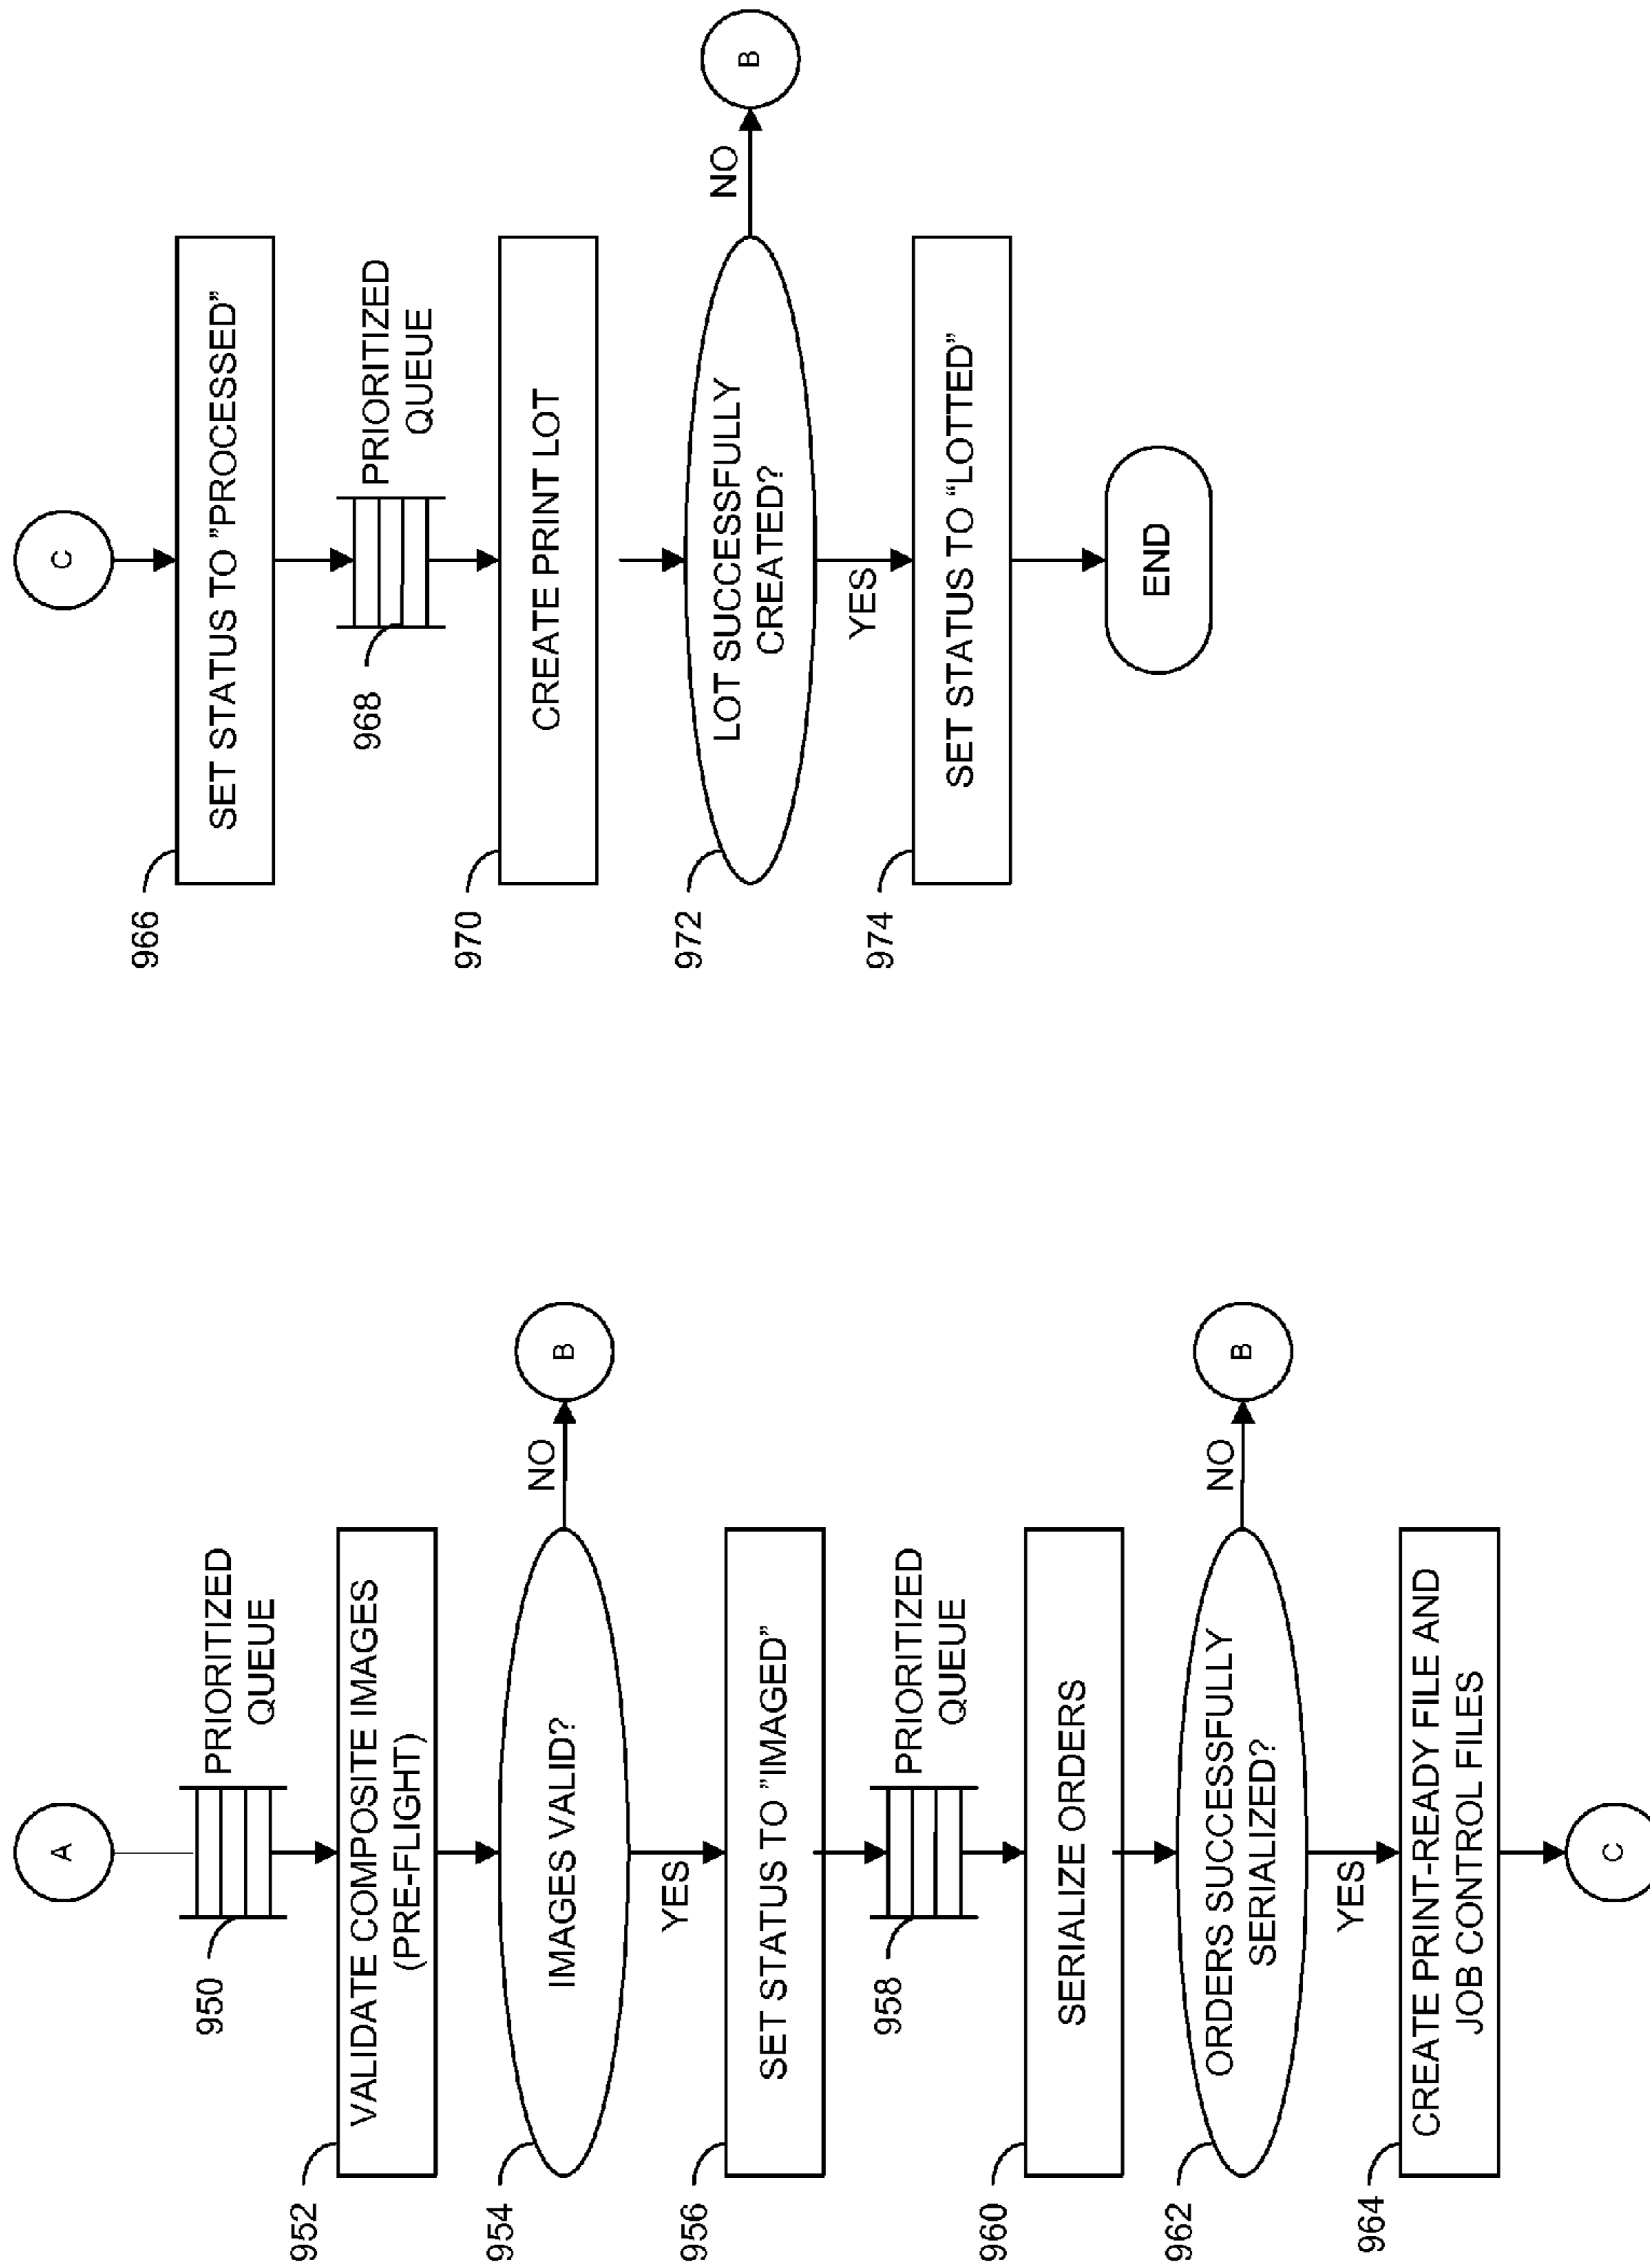 A
950
PRIORITIZED
QUEUE
952
VALIDATE COMPOSITE IMAGES
(PRE-FLIGHT)
954
IMAGES VALID?
NO
B
YES
956
SET STATUS TO ”IMAGED”
958
PRIORITIZED
QUEUE
960
SERIALIZE ORDERS
962
ORDERS SUCCESSFULLY
SERIALIZED?
NO
B
YES
964
CREATE PRINT-READY FILE AND
JOB CONTROL FILES
C
C
966
SET STATUS TO ”PROCESSED”
968
PRIORITIZED
QUEUE
970
CREATE PRINT LOT
972
LOT SUCCESSFULLY
CREATED?
NO
B
YES
974
SET STATUS TO “LOTTED”
END